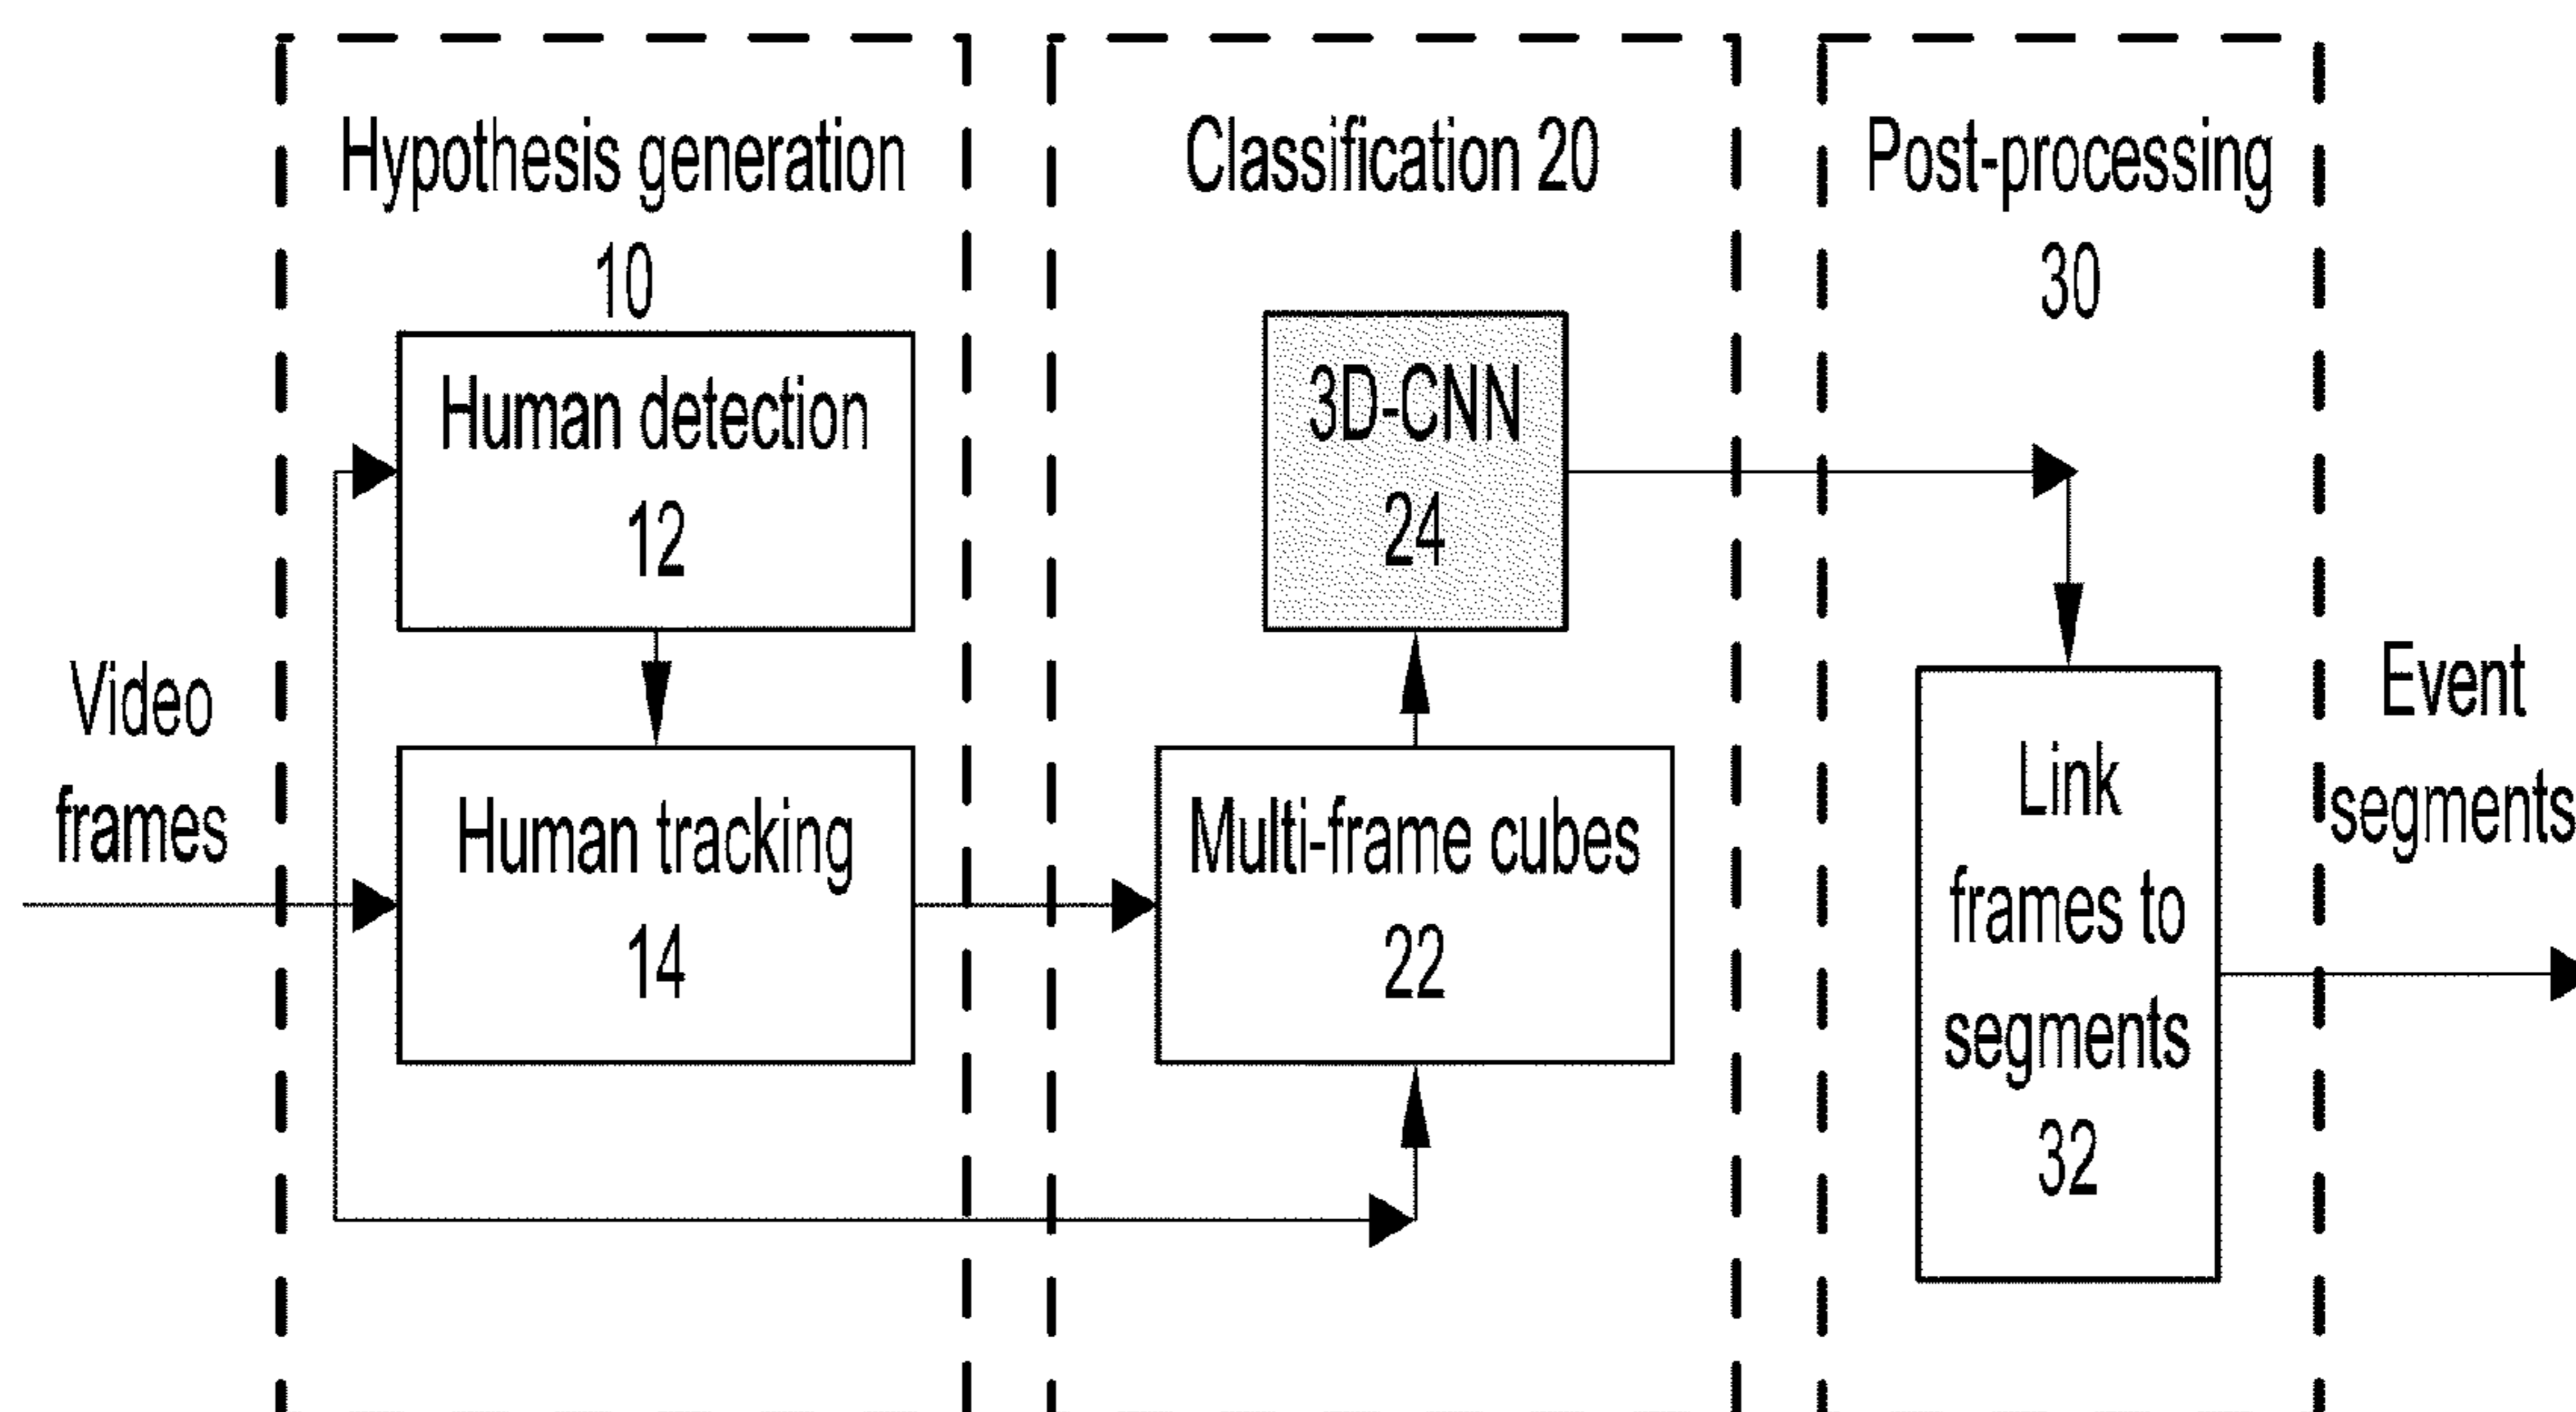 Video
frames
Hypothesis generation
10
Human detection
12
Human tracking
14
Classification 20
3D-CNN
24
Multi-frame cubes
22
Post-processing
30
Link
frames to
segments
32
Event
segments